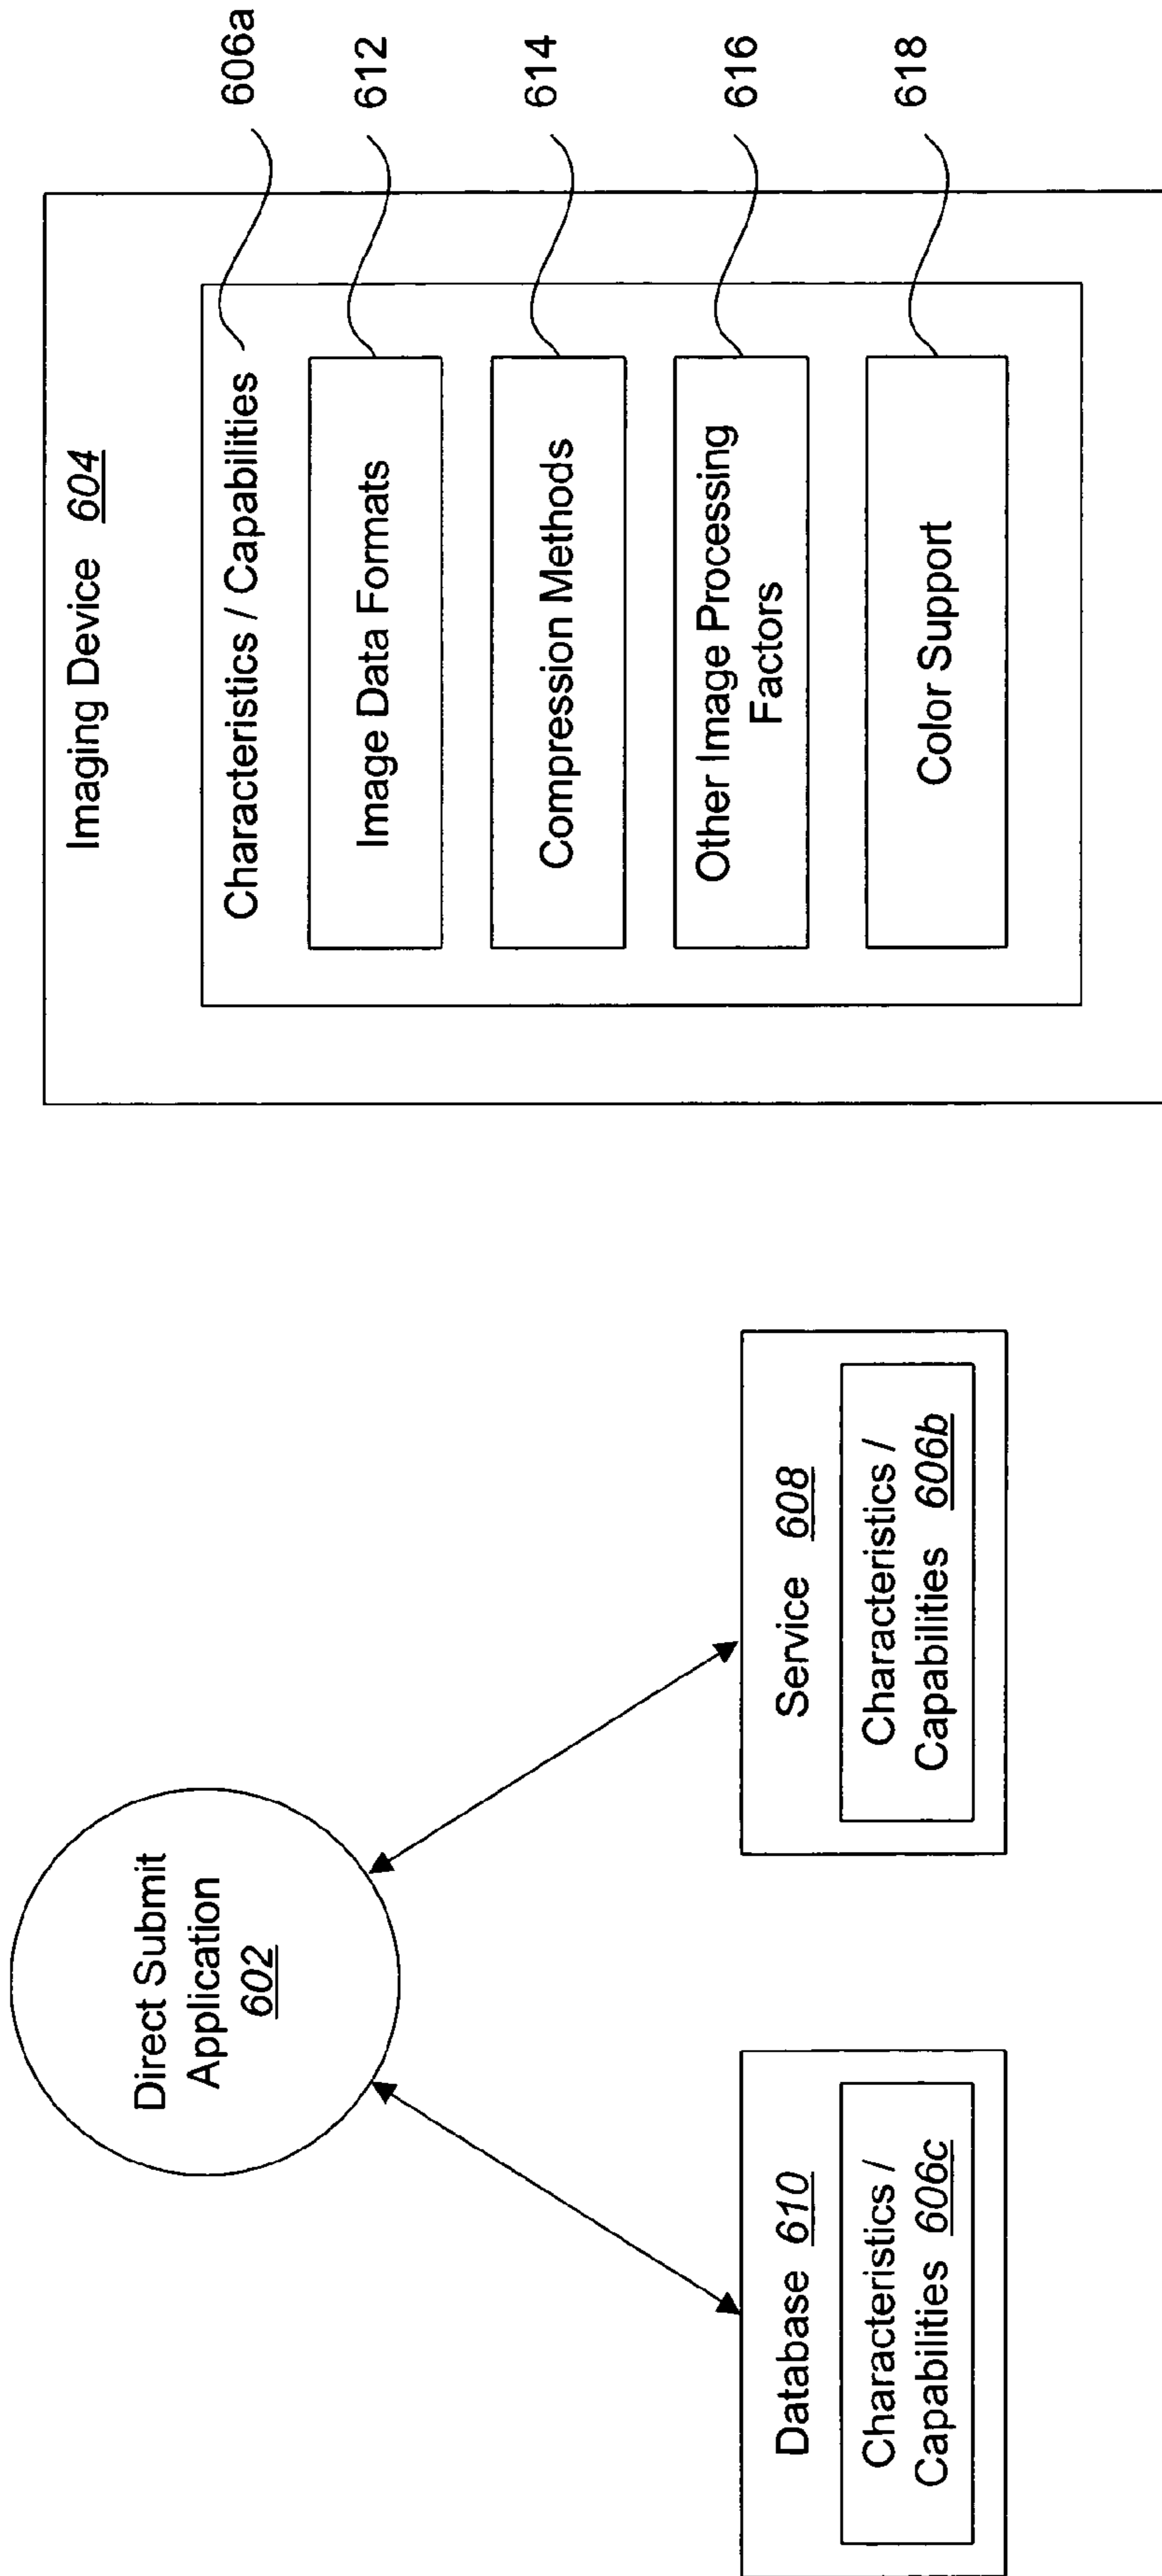 Direct Submit
Application
602
Database 610
Characteristics /
Capabilities 606c
Service 608
Characteristics /
Capabilities 606b
Imaging Device 604
Characteristics / Capabilities
606a
Image Data Formats
612
Compression Methods
614
Other Image Processing
Factors
616
Color Support
618